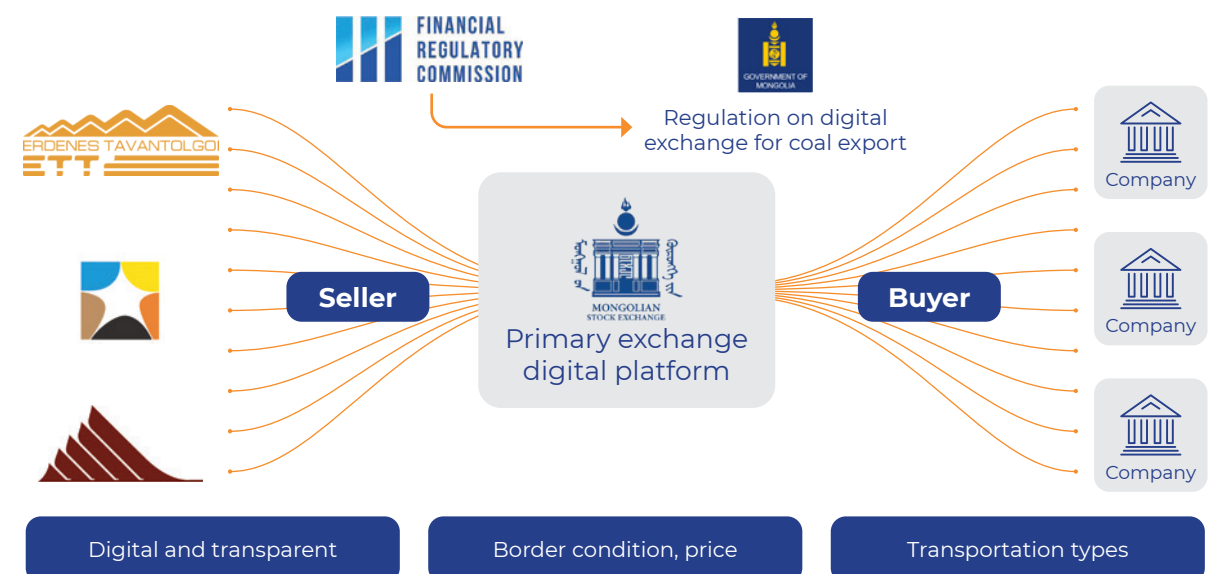 FINANCIAL
REGULATORY
COMMISSION
GOVERNMENT OF
MONGOLIA
Regulation on digital
exchange for coal export
ERDENES TAVANTOLGOI
ETT
Seller
MONGOLIAN
STOCK EXCHANGE
Primary exchange
digital platform
Buyer
Company
Company
Company
Digital and transparent
Border condition, price
Transportation types